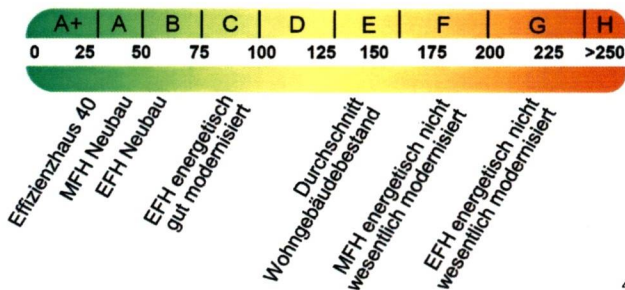 A+ A B C D E F G H
0 25 50 75 100 125 150 175 200 225 >250
Effizienzhaus 40
MFH Neubau
EFH Neubau
EFH energetisch
gut modernisiert
Durchschnitt
Wohngebäudebestand
MFH energetisch nicht
wesentlich modernisiert
EFH energetisch nicht
wesentlich modernisiert